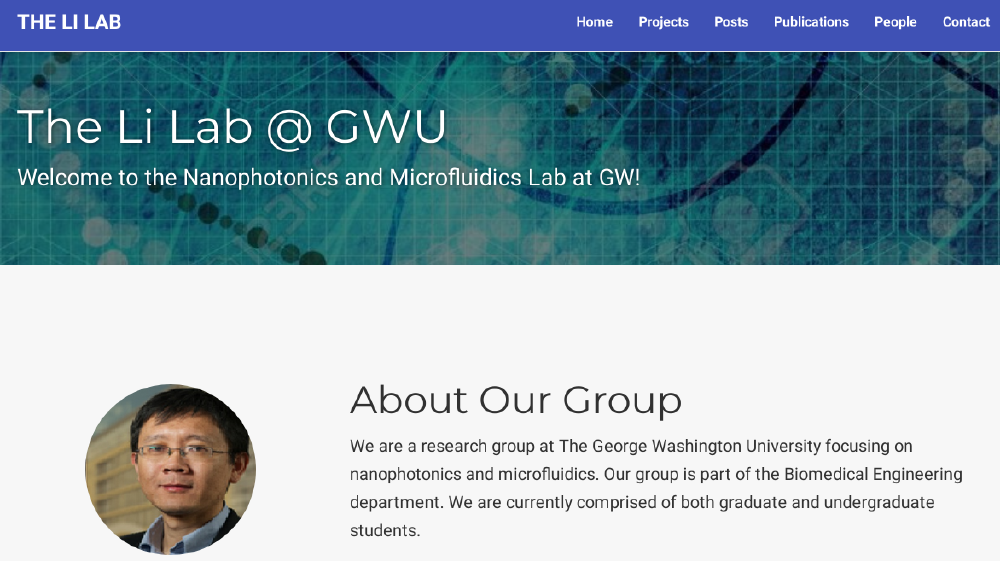 THE LI LAB
Home Projects Posts Publications People Contact
The Li Lab @ GWU
Welcome to the Nanophotonics and Microfluidics Lab at GW!
About Our Group
We are a research group at The George Washington University focusing on
nanophotonics and microfluidics. Our group is part of the Biomedical Engineering
department. We are currently comprised of both graduate and undergraduate
students.